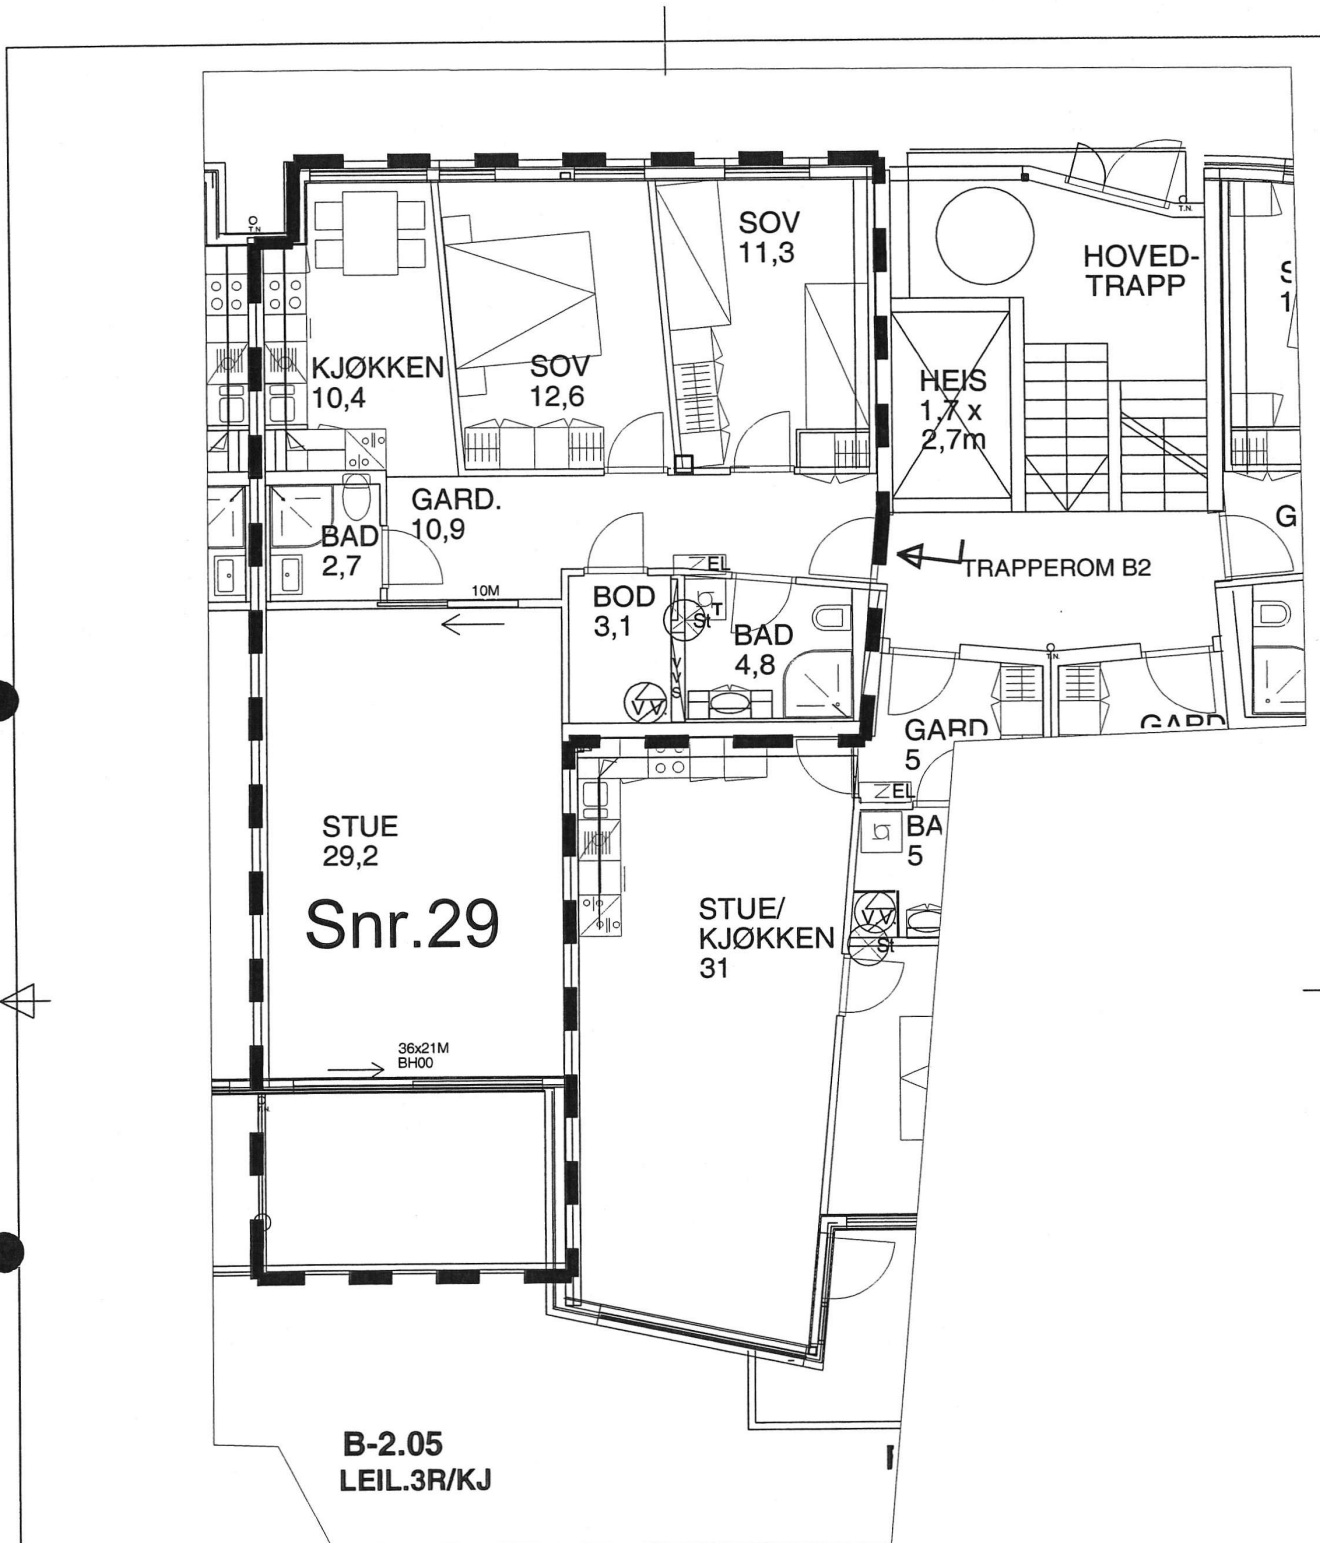 T.N
T.N.
SOV
11,3
HOVED-
TRAPP
KJØKKEN
10,4
SOV
12,6
HEIS
1,7 x
2,7m
GARD.
10,9
BAD
2,7
G
TRAPPEROM B2
10M
EL
BOD
3,1
T
St
BAD
4,8
VVS
V.V.
T.N.
GARD
5
GARD
EL
BA
5
STUE
29,2
Snr.29
STUE/
KJØKKEN
31
V.V.
St
36x21M
BH00
T.N.
B-2.05
LEIL.3R/KJ